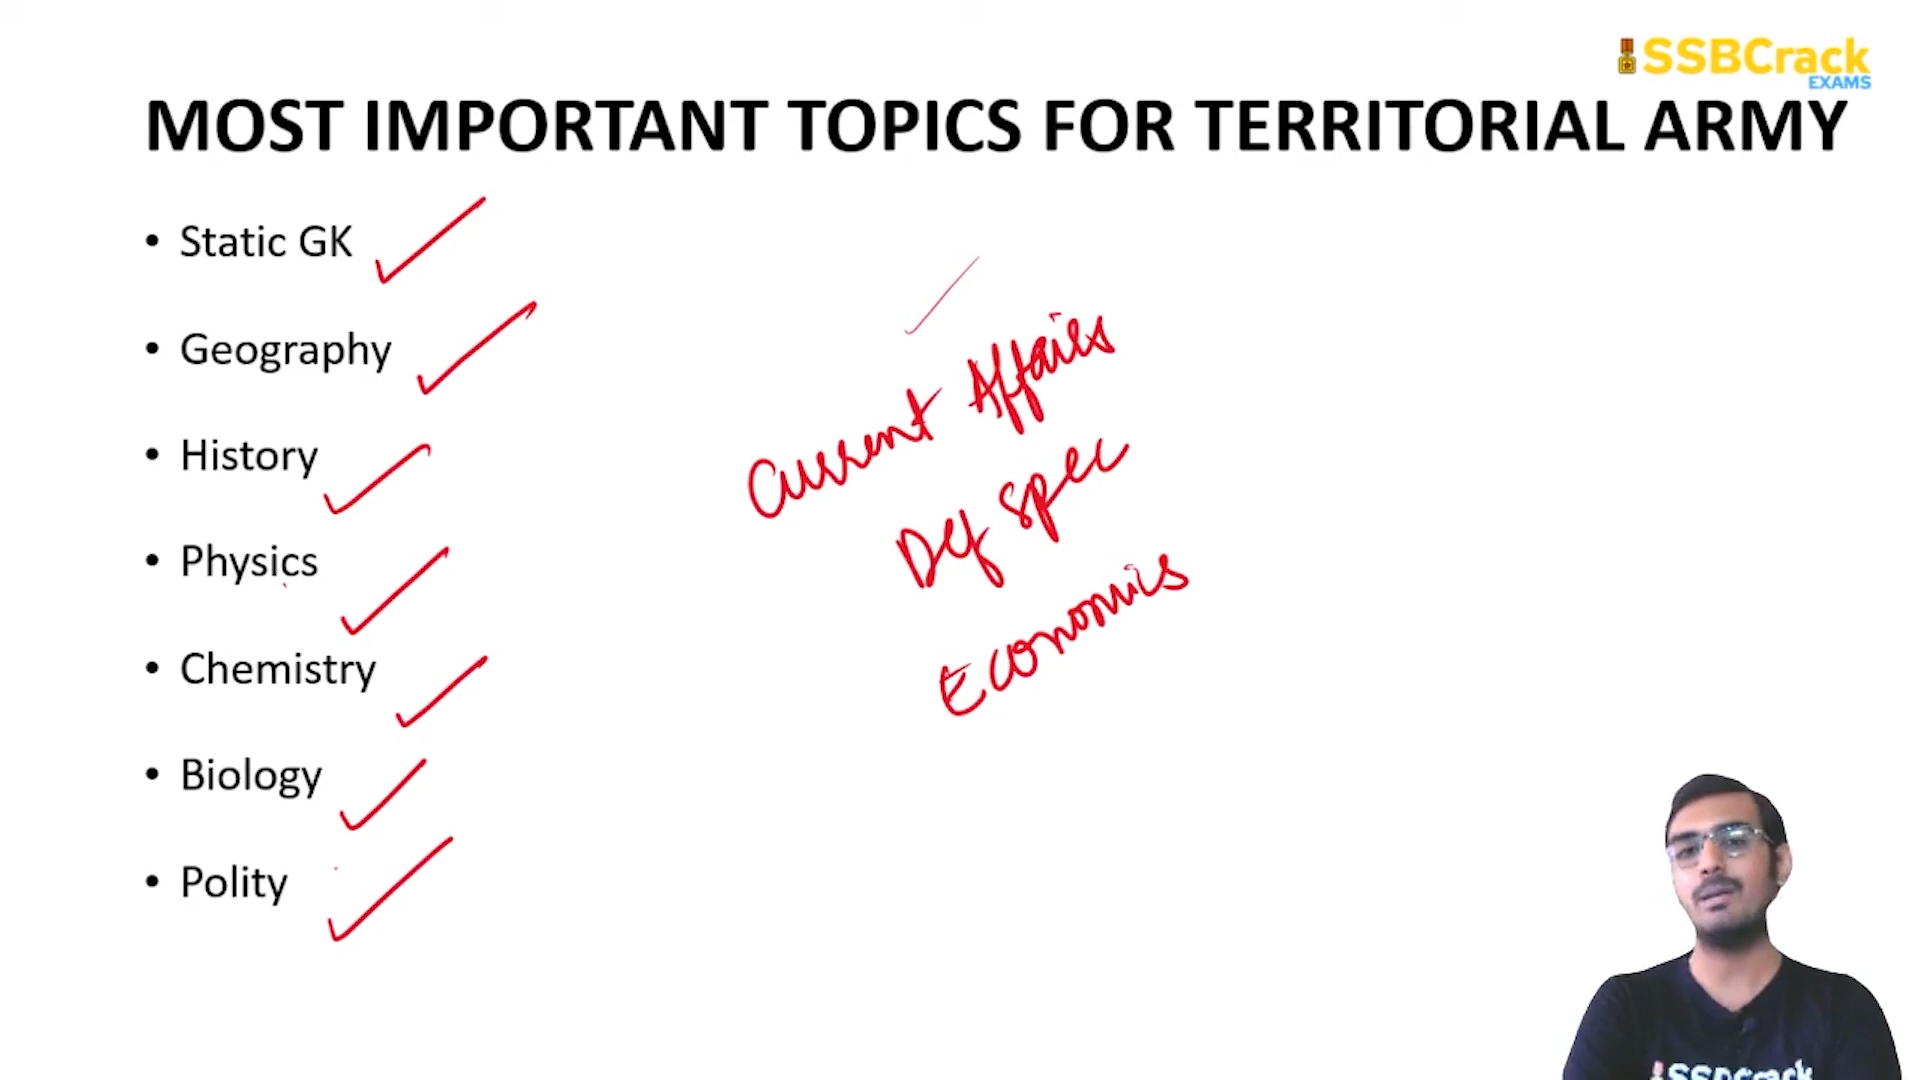 SSBCrack
EXAMS
MOST IMPORTANT TOPICS FOR TERRITORIAL ARMY
• Static GK
• Geography
• History
• Physics
• Chemistry
• Biology
• Polity
Current Affairs
Def Spec
Economics
SSBCrack